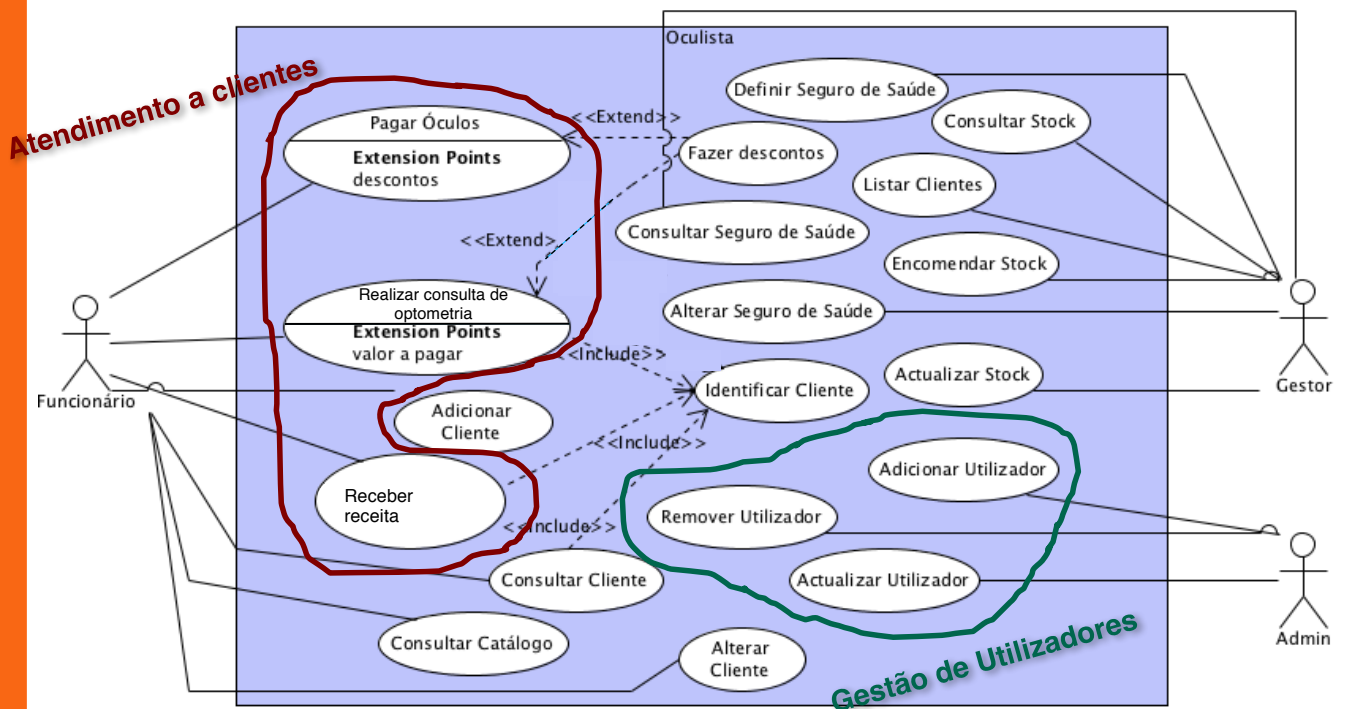 Oculista
Atendimento a clientes
Definir Seguro de Saúde
Pagar Óculos
<<Extend>>
Consultar Stock
Extension Points
descontos
Fazer descontos
Listar Clientes
Consultar Seguro de Saúde
<<Extend>
Encomendar Stock
Realizar consulta de
optometria
Extension Points
valor a pagar
Alterar Seguro de Saúde
<<Include>>
Actualizar Stock
Identificar Cliente
Gestor
Funcionário
Adicionar
Cliente
<<Include>>
Adicionar Utilizador
Receber
receita
Remover Utilizador
<<Include>>
Consultar Cliente
Actualizar Utilizador
Admin
Consultar Catálogo
Alterar
Cliente
Gestão de Utilizadores